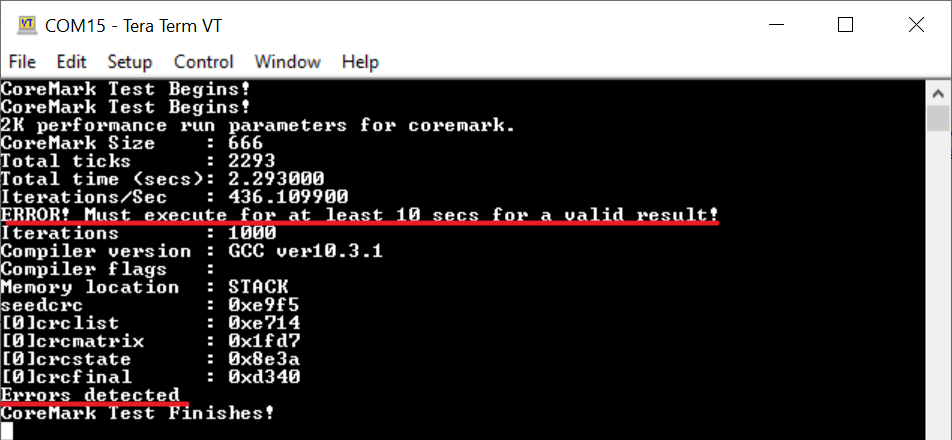 COM15 - Tera Term VT
File Edit Setup Control Window Help
CoreMark Test Begins!
CoreMark Test Begins!
2K performance run parameters for coremark.
CoreMark Size    : 666
Total ticks      : 2293
Total time (secs): 2.293000
Iterations/Sec   : 436.109900
ERROR! Must execute for at least 10 secs for a valid result!
Iterations       : 1000
Compiler version : GCC ver10.3.1
Compiler flags   :
Memory location  : STACK
seedcrc          : 0xe9f5
[0]crclist       : 0xe714
[0]crcmatrix     : 0x1fd7
[0]crcstate      : 0x8e3a
[0]crcfinal      : 0xd340
Errors detected
CoreMark Test Finishes!